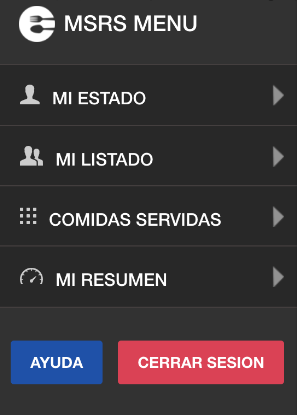 MSRS MENU
MI ESTADO
MI LISTADO
COMIDAS SERVIDAS
MI RESUMEN
AYUDA
CERRAR SESION